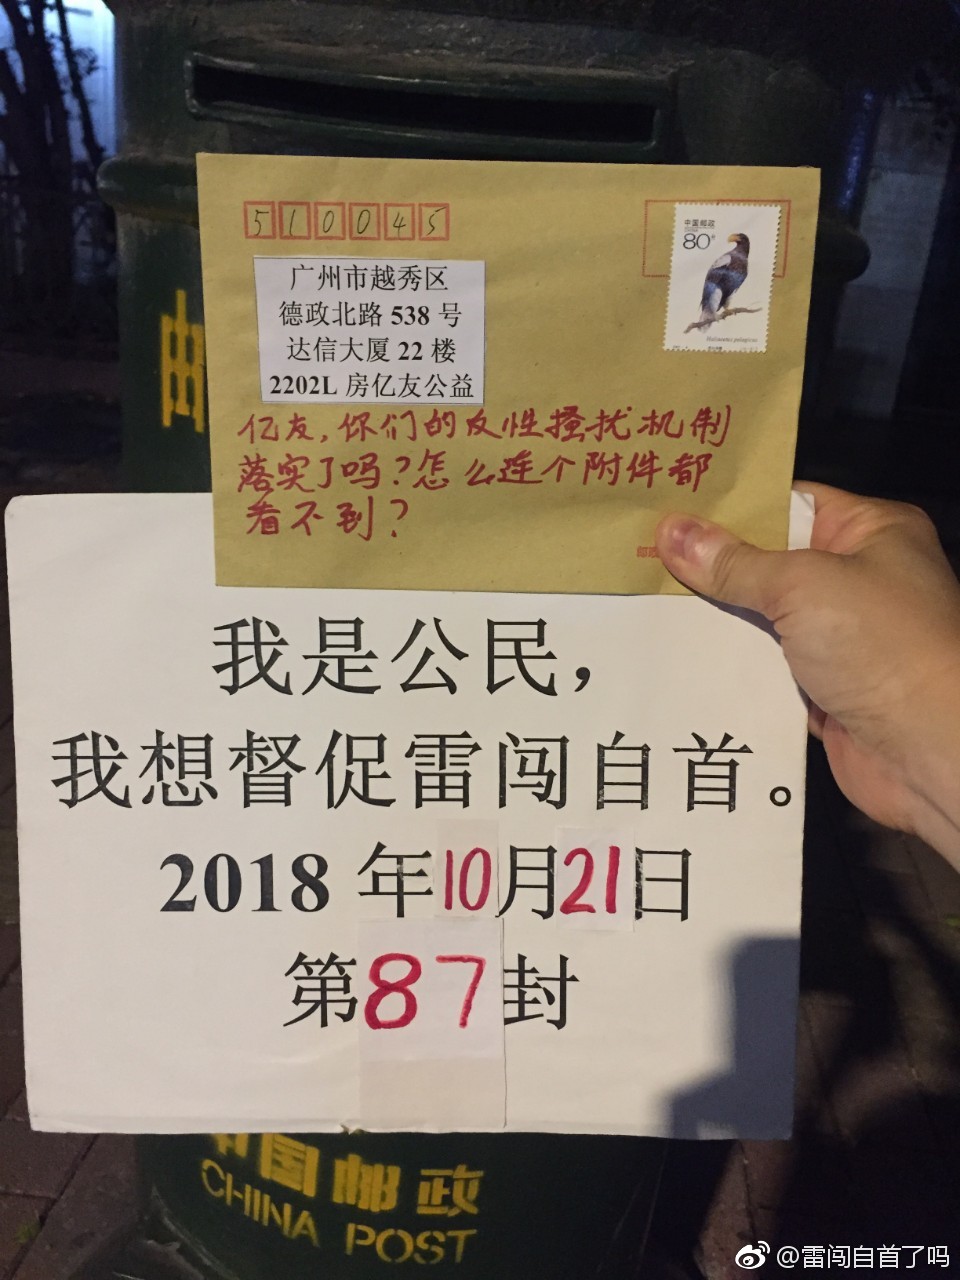 510045
中国邮政
80分
广州市越秀区
德政北路 538 号
达信大厦 22 楼
2202L 房亿友公益
亿友,你们的反性搔扰机制
落实了吗?怎么连个附件都
看不到?
我是公民,
我想督促雷闯自首。
2018 年10月21日
第87封
中国邮政
CHINA POST
@雷闯自首了吗